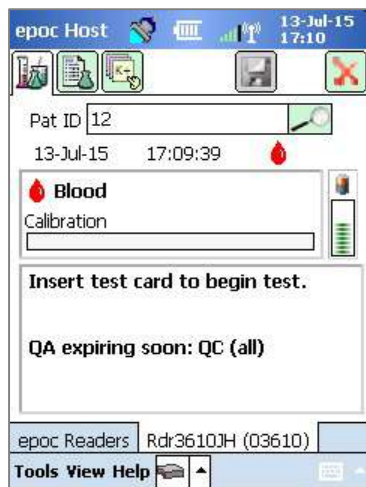 epoc Host 13-Jul-15
17:10
Pat ID 12
13-Jul-15 17:09:39
Blood
Calibration
Insert test card to begin test.
QA expiring soon: QC (all)
epoc Readers Rdr3610JH (03610)
Tools View Help